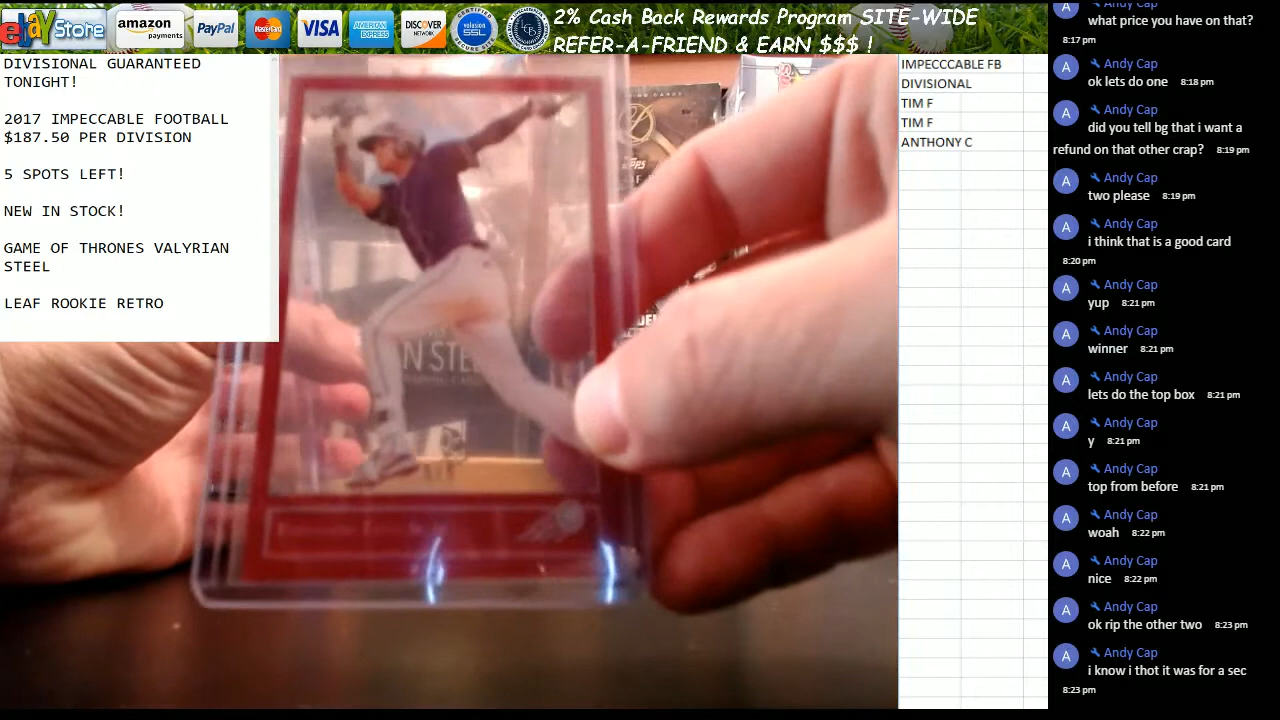 ebay Store
amazon
payments
PayPal
MasterCard
VISA
AMERICAN
EXPRESS
DISCOVER
NETWORK
SSL
2% Cash Back Rewards Program SITE-WIDE
REFER-A-FRIEND & EARN $$$ !
DIVISIONAL GUARANTEED
TONIGHT!
2017 IMPECCABLE FOOTBALL
$187.50 PER DIVISION
5 SPOTS LEFT!
NEW IN STOCK!
GAME OF THRONES VALYRIAN
STEEL
LEAF ROOKIE RETRO
N STE
IMPECCCABLE FB
DIVISIONAL
TIM F
TIM F
ANTHONY C
Andy Cap
what price you have on that?
8:17 pm
A Andy Cap
ok lets do one 8:18 pm
A Andy Cap
did you tell bg that i want a
refund on that other crap? 8:19 pm
A Andy Cap
two please 8:19 pm
A Andy Cap
i think that is a good card
8:20 pm
A Andy Cap
yup 8:21 pm
A Andy Cap
winner 8:21 pm
A Andy Cap
lets do the top box 8:21 pm
A Andy Cap
y 8:21 pm
A Andy Cap
top from before 8:21 pm
A Andy Cap
woah 8:22 pm
A Andy Cap
nice 8:22 pm
A Andy Cap
ok rip the other two 8:23 pm
A Andy Cap
i know i thot it was for a sec
8:23 pm